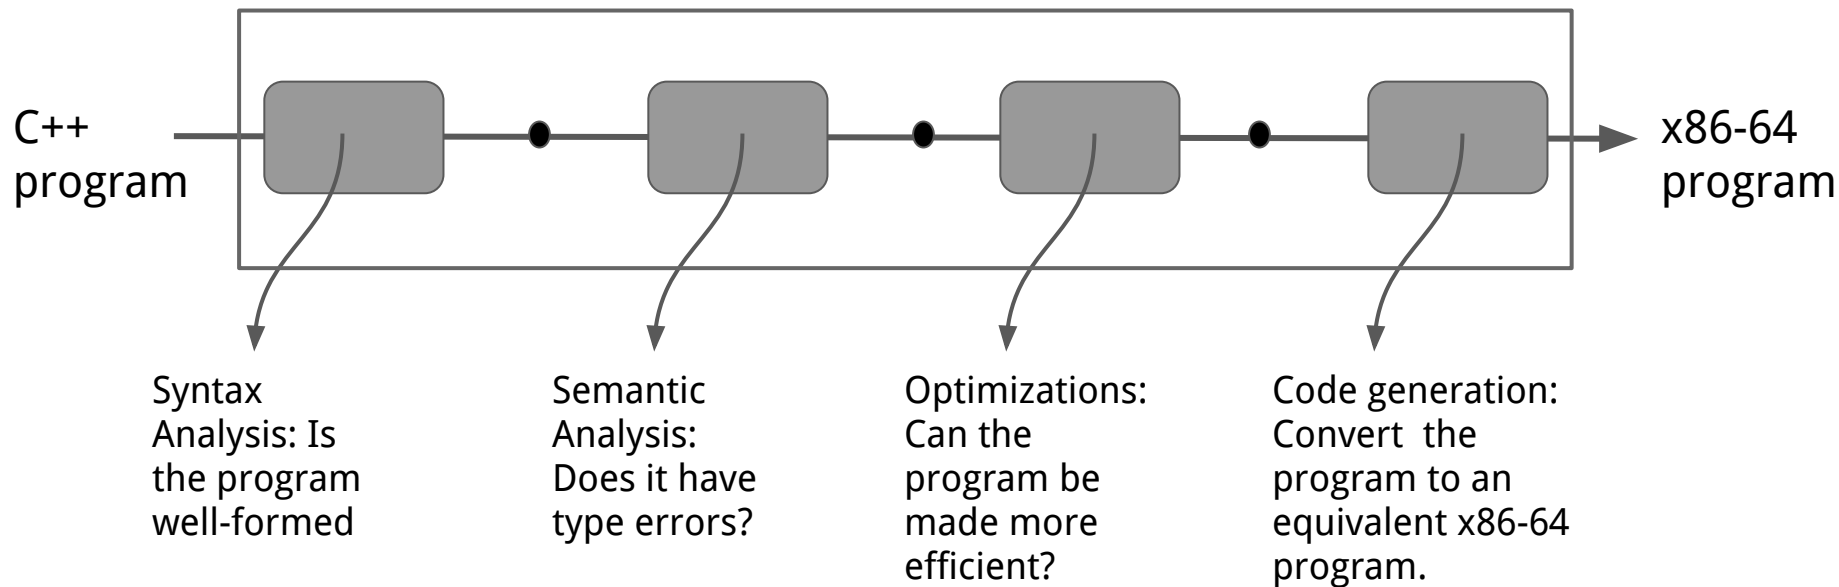 C++
program
x86-64
program
Syntax
Analysis: Is
the program
well-formed
Semantic
Analysis:
Does it have
type errors?
Optimizations:
Can the
program be
made more
efficient?
Code generation:
Convert  the
program to an
equivalent x86-64
program.